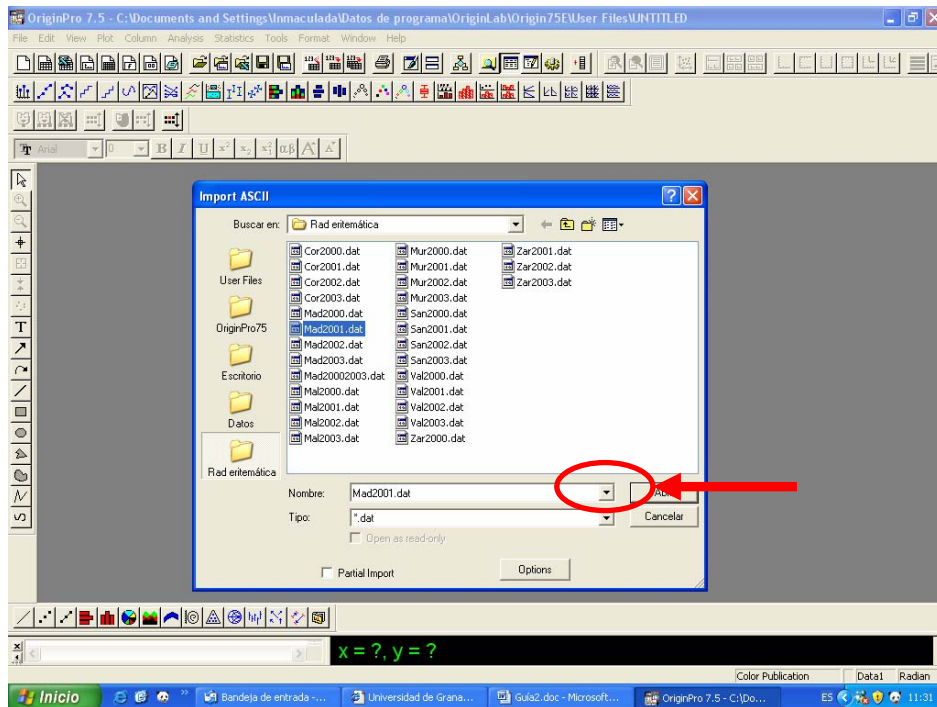 OriginPro 7.5 - C:\Documents and Settings\Inmaculada\Datos de programa\OriginLab\Origin75E\User Files\UNTITLED
File Edit View Plot Column Analysis Statistics Tools Format Window Help
Arial 0 B I U x² x₂ x₁² αβ A A
Import ASCII
Buscar en: Rad eritemática
User Files
OriginPro75
Escritorio
Datos
Rad eritemática
Cor2000.dat Mur2000.dat Zar2001.dat
Cor2001.dat Mur2001.dat Zar2002.dat
Cor2002.dat Mur2002.dat Zar2003.dat
Cor2003.dat Mur2003.dat
Mad2000.dat San2000.dat
Mad2001.dat San2001.dat
Mad2002.dat San2002.dat
Mad2003.dat San2003.dat
Mad20002003.dat Val2000.dat
Mal2000.dat Val2001.dat
Mal2001.dat Val2002.dat
Mal2002.dat Val2003.dat
Mal2003.dat Zar2000.dat
Nombre: Mad2001.dat
Tipo: *.dat Cancelar
Open as read-only
Partial Import Options
T
x = ?, y = ?
Color Publication Data1 Radian
Inicio » Bandeja de entrada -... Universidad de Grana... Guía2.doc - Microsoft... OriginPro 7.5 - C:\Do... ES 11:31